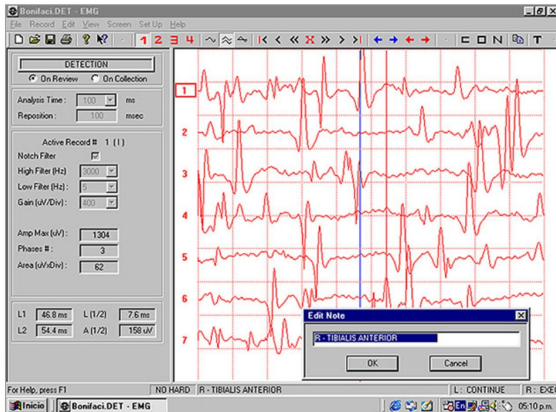 Bonifaci.DET - EMG
File Record Edit View Screen Set Up Help
1 2 3 4
DETECTION
On Review On Collection
Analysis Time : 100 ms
Reposition : 100 msec
Active Record # 1 ( I )
Notch Filter
High Filter (Hz) 3000
Low Filter (Hz) : 5
Gain (uV/Div) : 400
Amp Max (uV) : 1304
Phases # : 3
Area (uVxDiv) : 62
L1 46.8 ms L (1/2) 7.6 ms
L2 54.4 ms A (1/2) 158 uV
1
2
3
4
5
6
7
Edit Note
R - TIBIALIS ANTERIOR
OK Cancel
For Help, press F1 NO HARD R - TIBIALIS ANTERIOR L : CONTINUE R : EXE
Inicio Bonifaci.DET - EMG En 05:10 p.m.